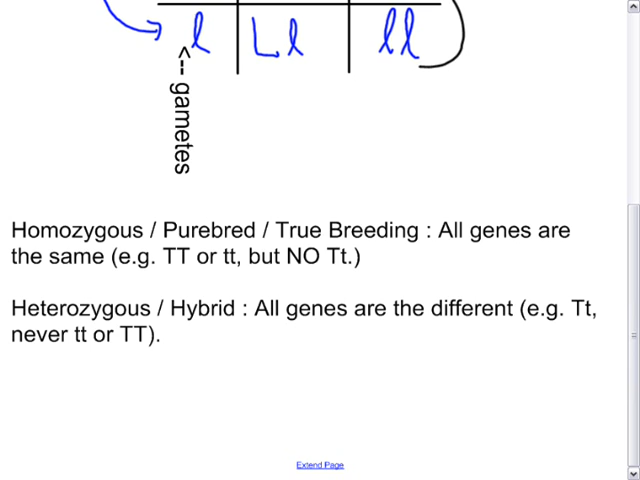 l Ll ll
<-- gametes
Homozygous / Purebred / True Breeding : All genes are
the same (e.g. TT or tt, but NO Tt.)
Heterozygous / Hybrid : All genes are the different (e.g. Tt,
never tt or TT).
Extend Page